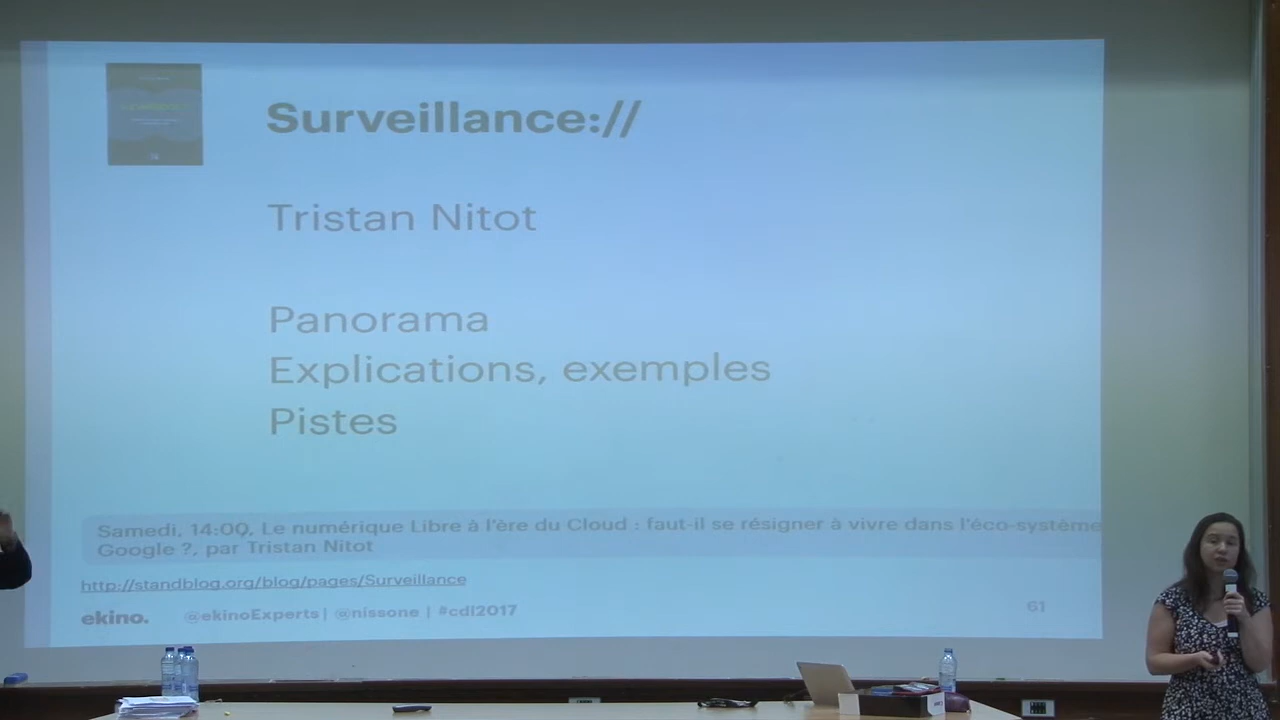 Surveillance://
Tristan Nitot
Panorama
Explications, exemples
Pistes
Samedi, 14:00, Le numérique Libre à l'ère du Cloud : faut-il se résigner à vivre dans l'éco-système
Google ?, par Tristan Nitot
http://standblog.org/blog/pages/Surveillance
ekino. @ekinoExperts | @nissone | #cdl2017
61